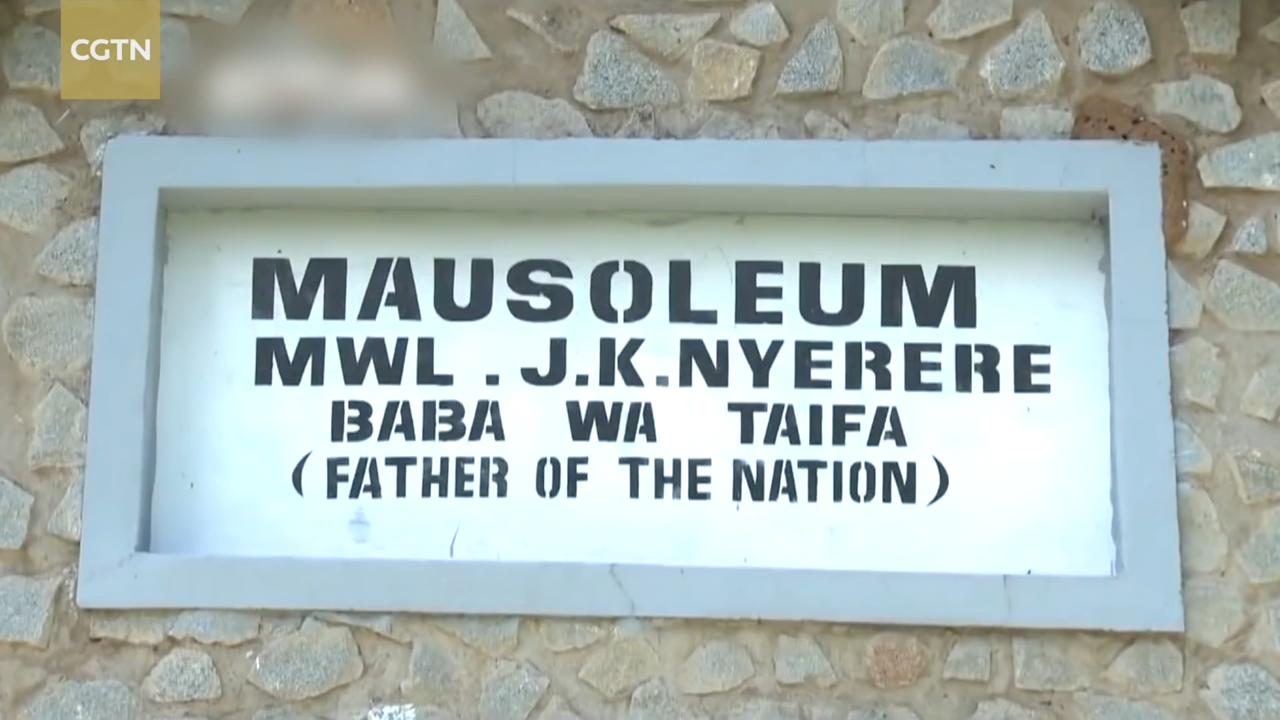 CGTN
MAUSOLEUM
MWL . J.K.NYERERE
BABA WA TAIFA
(FATHER OF THE NATION)